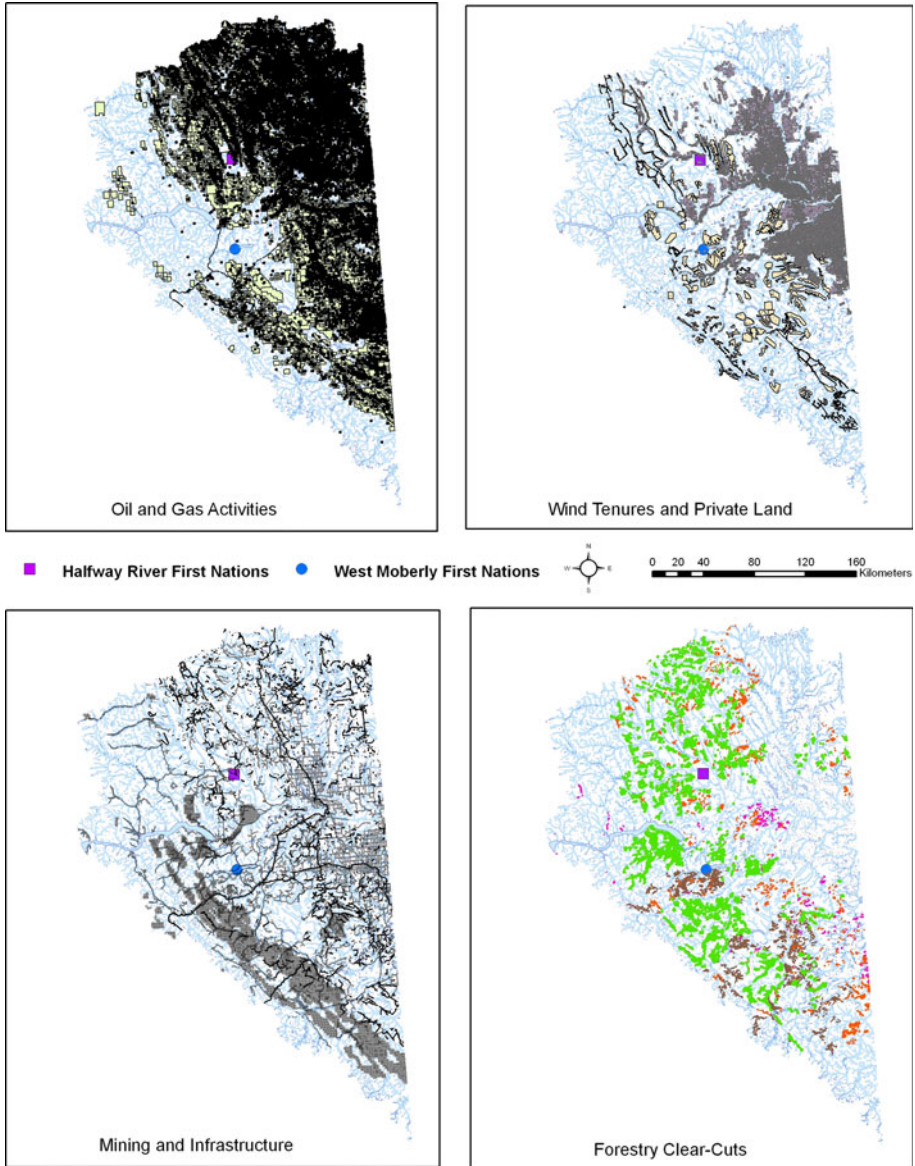 Oil and Gas Activities
Wind Tenures and Private Land
Halfway River First Nations
West Moberly First Nations
N
W E
S
0 20 40 80 120 160
Kilometers
Mining and Infrastructure
Forestry Clear-Cuts